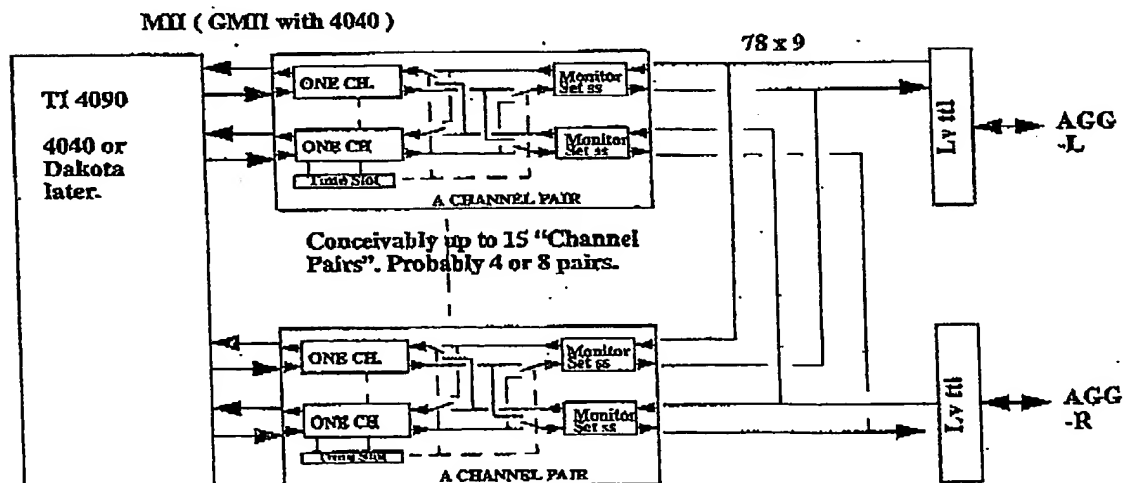 MII ( GMII with 4040 )
78 x 9
TI 4090
4040 or
Dakota
later.
ONE CH.
Monitor
Set ss
ONE CH
Monitor
Set ss
Time Slot
A CHANNEL PAIR
Lv ttl
AGG
-L
Conceivably up to 15 “Channel
Pairs”. Probably 4 or 8 pairs.
ONE CH.
Monitor
Set ss
ONE CH
Monitor
Set ss
Time Slot
A CHANNEL PAIR
Lv ttl
AGG
-R